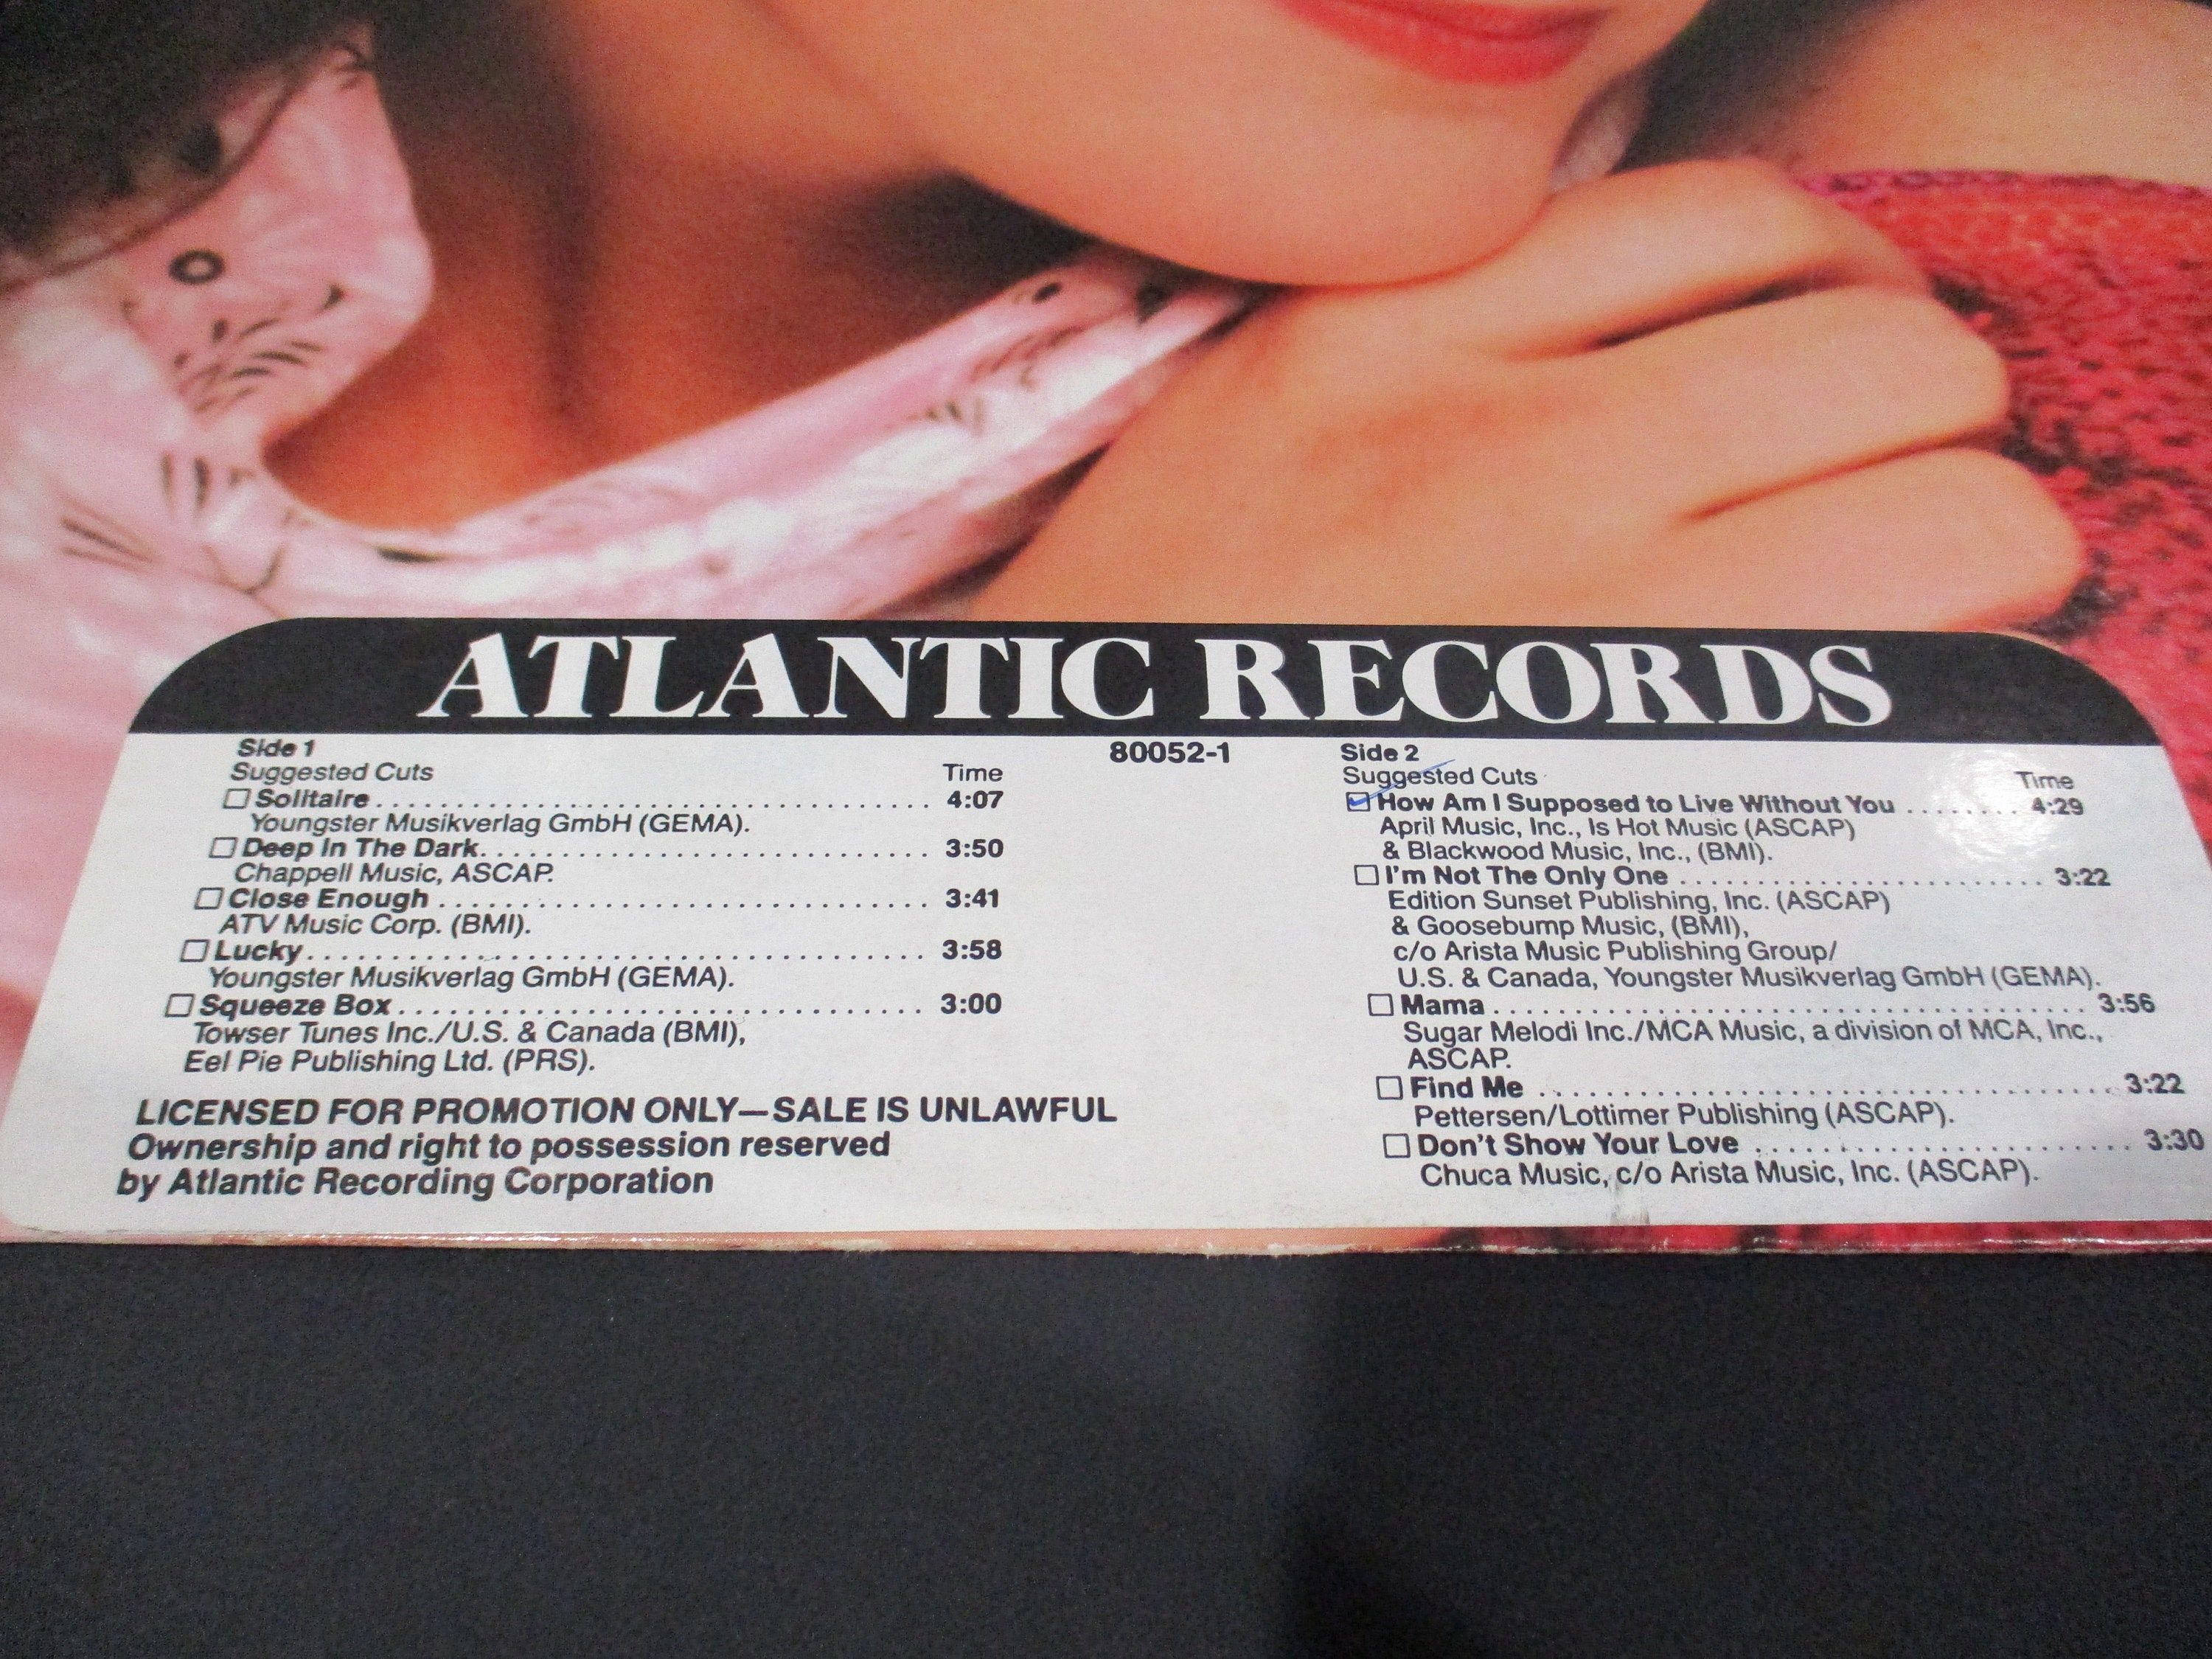 ATLANTIC RECORDS
80052-1
Side 1
Suggested Cuts Time
Solitaire 4:07
Youngster Musikverlag GmbH (GEMA).
Deep In The Dark 3:50
Chappell Music, ASCAP.
Close Enough 3:41
ATV Music Corp. (BMI).
Lucky 3:58
Youngster Musikverlag GmbH (GEMA).
Squeeze Box 3:00
Towser Tunes Inc./U.S. & Canada (BMI),
Eel Pie Publishing Ltd. (PRS).
LICENSED FOR PROMOTION ONLY—SALE IS UNLAWFUL
Ownership and right to possession reserved
by Atlantic Recording Corporation
Side 2
Suggested Cuts Time
How Am I Supposed to Live Without You 4:29
April Music, Inc., Is Hot Music (ASCAP)
& Blackwood Music, Inc., (BMI).
I'm Not The Only One 3:22
Edition Sunset Publishing, Inc. (ASCAP)
& Goosebump Music, (BMI),
c/o Arista Music Publishing Group/
U.S. & Canada, Youngster Musikverlag GmbH (GEMA).
Mama 3:56
Sugar Melodi Inc./MCA Music, a division of MCA, Inc.,
ASCAP.
Find Me 3:22
Pettersen/Lottimer Publishing (ASCAP).
Don't Show Your Love 3:30
Chuca Music, c/o Arista Music, Inc. (ASCAP).